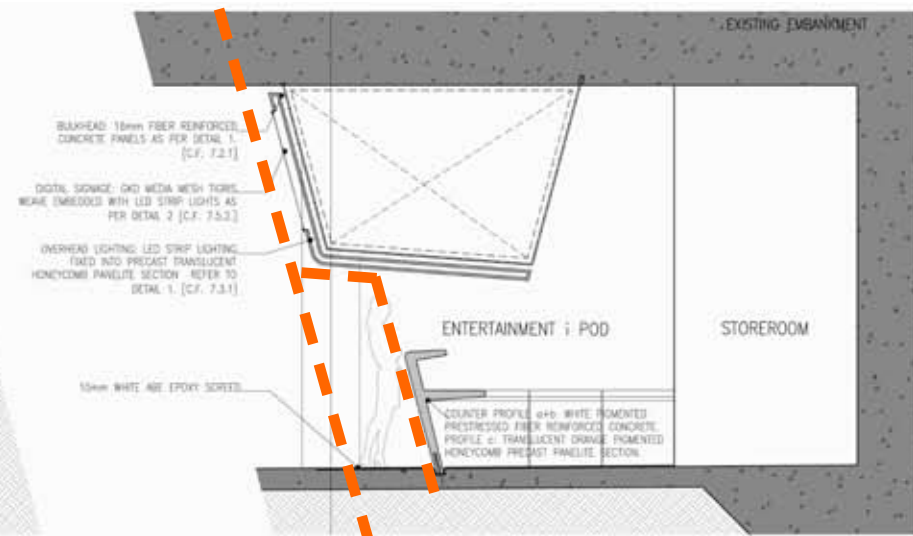 EXISTING EMBANKMENT
BULKHEAD: 16mm FIBER REINFORCED
CONCRETE PANELS AS PER DETAIL 1.
[C.F. 7.2.1]
DIGITAL SIGNAGE: GKD MEDIA MESH TIGRIS
WEAVE EMBEDDED WITH LED STRIP LIGHTS AS
PER DETAIL 2 [C.F. 7.5.2.]
OVERHEAD LIGHTING: LED STRIP LIGHTING
FIXED INTO PRECAST TRANSLUCENT
HONEYCOMB PANELITE SECTION REFER TO
DETAIL 1. [C.F. 7.3.1]
ENTERTAINMENT i POD
STOREROOM
WHITE ABE EPOXY SCREED
COUNTER PROFILE a+b: WHITE PIGMENTED
PRESTRESSED FIBER REINFORCED CONCRETE.
PROFILE c: TRANSLUCENT ORANGE PIGMENTED
HONEYCOMB PRECAST PANELITE SECTION.